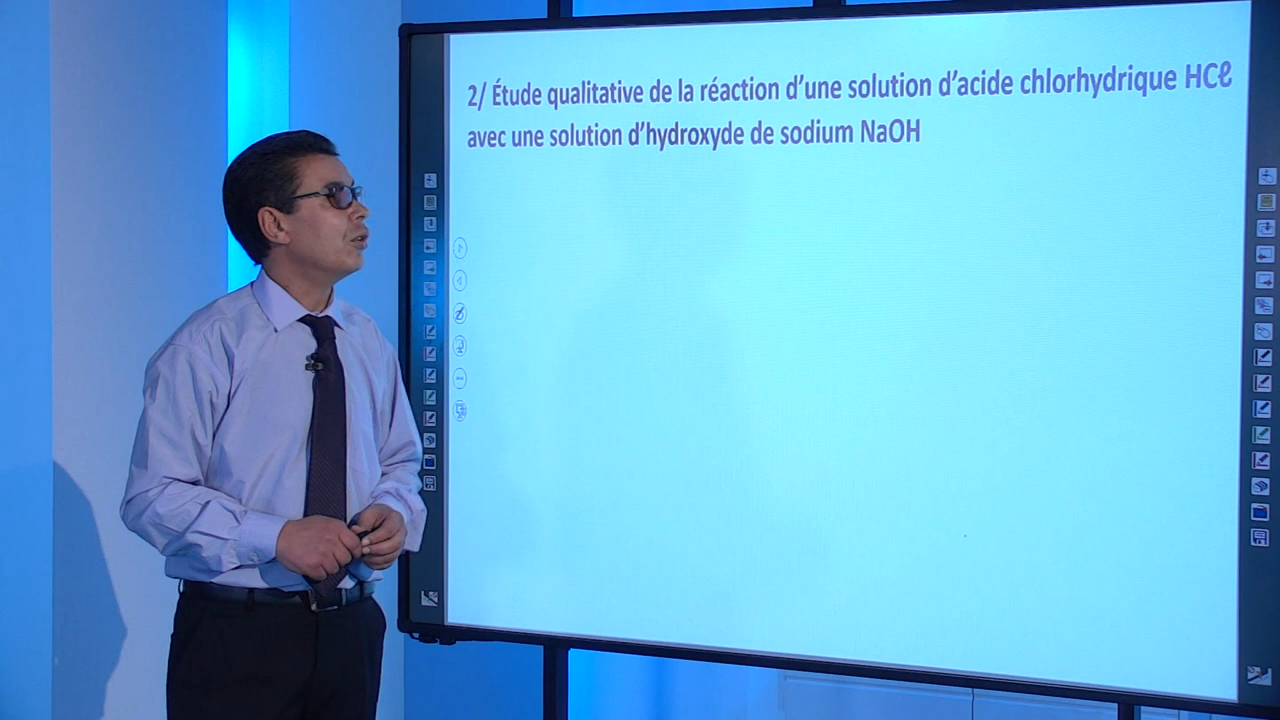 2/ Étude qualitative de la réaction d’une solution d’acide chlorhydrique HCℓ
avec une solution d’hydroxyde de sodium NaOH